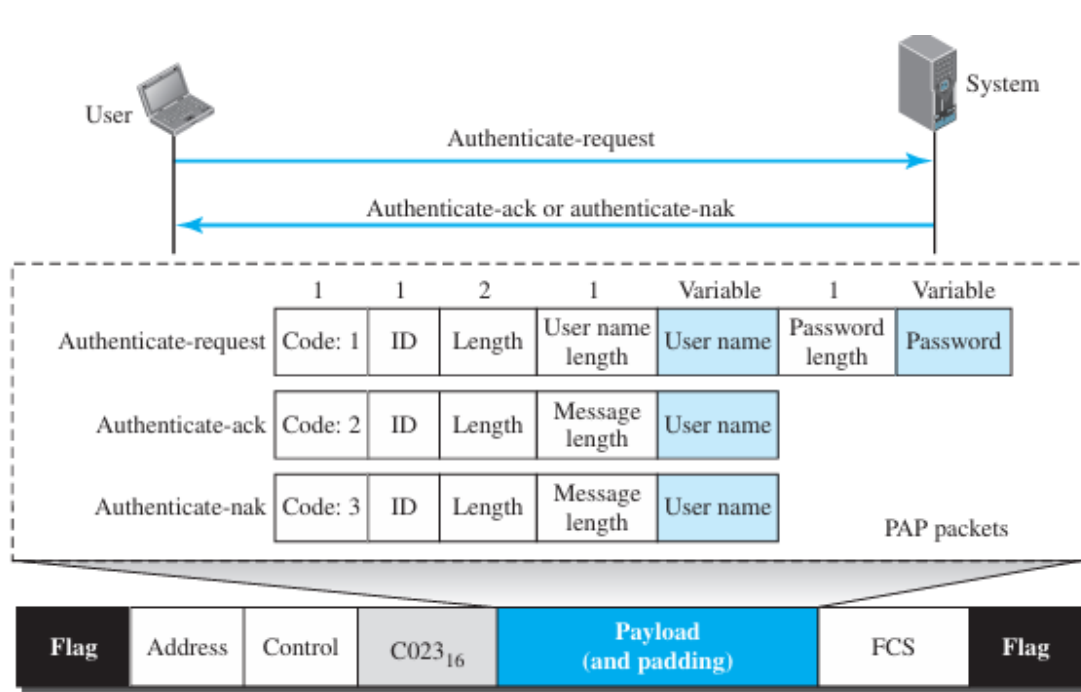 User
System
Authenticate-request
Authenticate-ack or authenticate-nak
1 1 2 1 Variable 1 Variable
Authenticate-request Code: 1 ID Length User name length User name Password length Password
Authenticate-ack Code: 2 ID Length Message length User name
Authenticate-nak Code: 3 ID Length Message length User name
PAP packets
Flag Address Control C023₁₆ Payload (and padding) FCS Flag